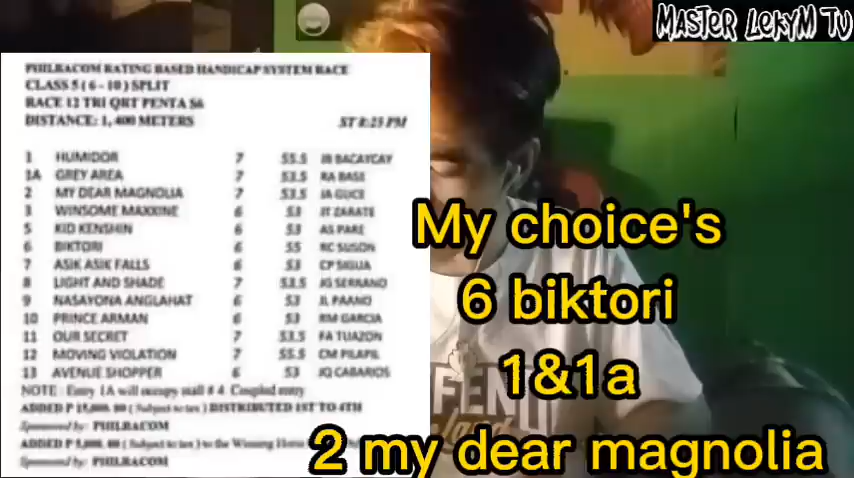 MASTER LEKYM TV
PHILRACOM RATING BASED HANDICAP SYSTEM RACE
CLASS 5 ( 6 - 10 ) SPLIT
RACE 12 TRI QRT PENTA S6
DISTANCE: 1, 400 METERS ST 8:25 PM
1 HUMIDOR 7 55.5 JB BACAYCAY
1A GREY AREA 7 53.5 RA BASE
2 MY DEAR MAGNOLIA 7 53.5 JA GUCE
3 WINSOME MAXXINE 6 53 JT ZARATE
5 KID KENSHIN 6 53 AS PARE
6 BIKTORI 6 55 RC SUSON
7 ASIK ASIK FALLS 6 53 CP SIGUA
8 LIGHT AND SHADE 7 53.5 JG SERRANO
9 NASAYONA ANGLAHAT 6 53 JL PAANO
10 PRINCE ARMAN 6 53 RM GARCIA
11 OUR SECRET 7 53.5 FA TUAZON
12 MOVING VIOLATION 7 55.5 CM PILAPIL
13 AVENUE SHOPPER 6 53 JQ CABARIOS
NOTE : Entry 1A will occupy stall # 4 Coupled entry
ADDED P 15,000. 00 ( Subject to tax ) DISTRIBUTED 1ST TO 4TH
Sponsored by: PHILRACOM
ADDED P 5,000. 00 ( Subject to tax ) to the Winning Horse
Sponsored by: PHILRACOM
My choice's
6 biktori
1&1a
2 my dear magnolia